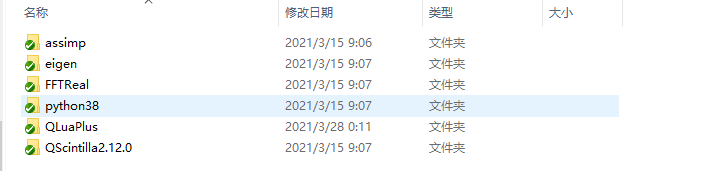 名称 修改日期 类型 大小
assimp 2021/3/15 9:06 文件夹
eigen 2021/3/15 9:07 文件夹
FFTReal 2021/3/15 9:07 文件夹
python38 2021/3/15 9:07 文件夹
QLuaPlus 2021/3/28 0:11 文件夹
QScintilla2.12.0 2021/3/15 9:07 文件夹